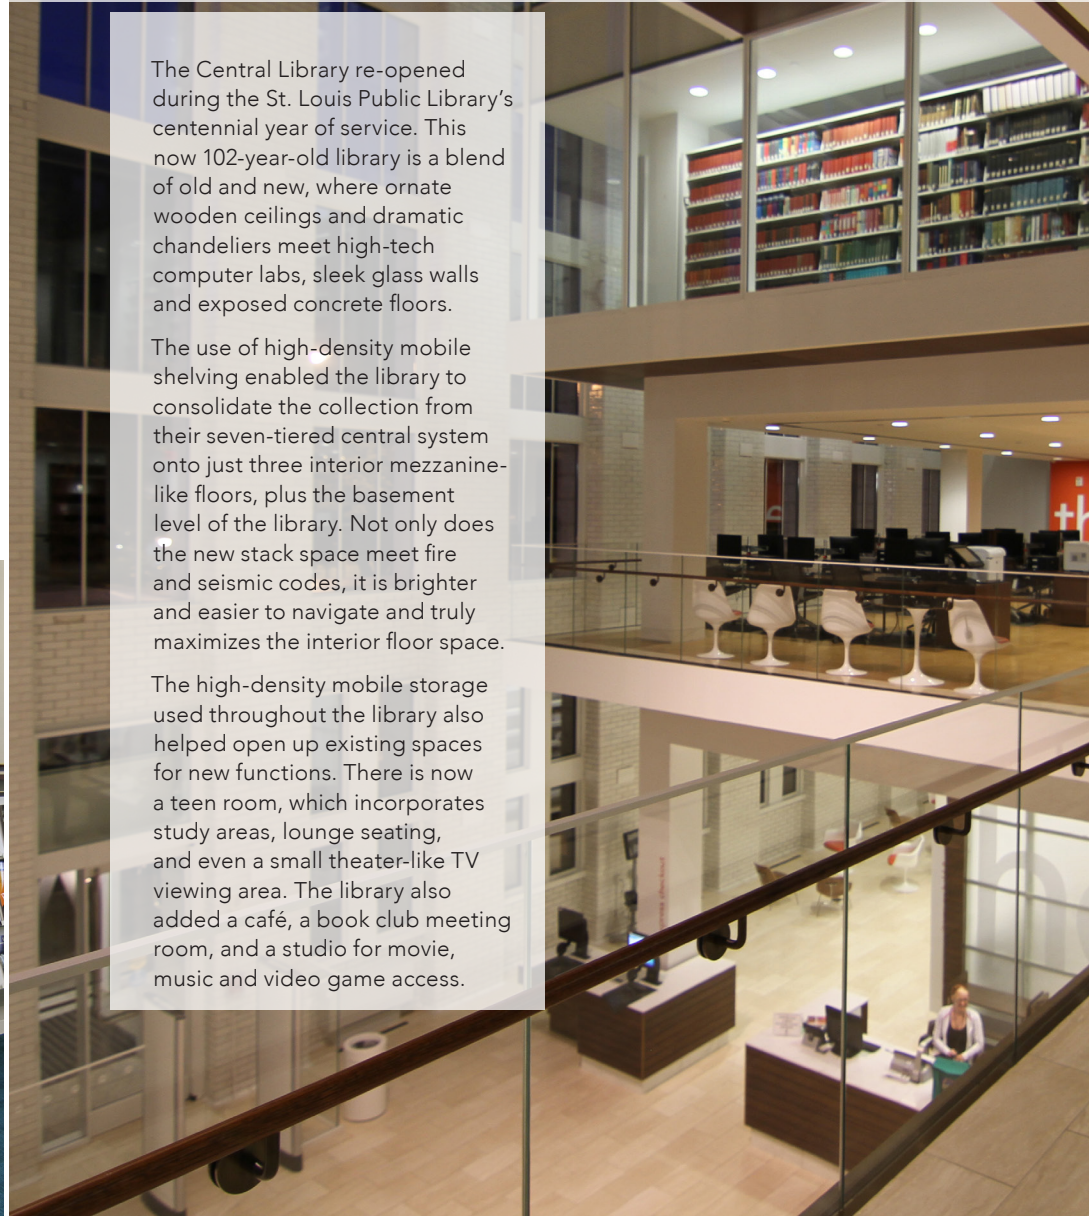 The Central Library re-opened
during the St. Louis Public Library’s
centennial year of service. This
now 102-year-old library is a blend
of old and new, where ornate
wooden ceilings and dramatic
chandeliers meet high-tech
computer labs, sleek glass walls
and exposed concrete floors.
The use of high-density mobile
shelving enabled the library to
consolidate the collection from
their seven-tiered central system
onto just three interior mezzanine-
like floors, plus the basement
level of the library. Not only does
the new stack space meet fire
and seismic codes, it is brighter
and easier to navigate and truly
maximizes the interior floor space.
The high-density mobile storage
used throughout the library also
helped open up existing spaces
for new functions. There is now
a teen room, which incorporates
study areas, lounge seating,
and even a small theater-like TV
viewing area. The library also
added a café, a book club meeting
room, and a studio for movie,
music and video game access.
th